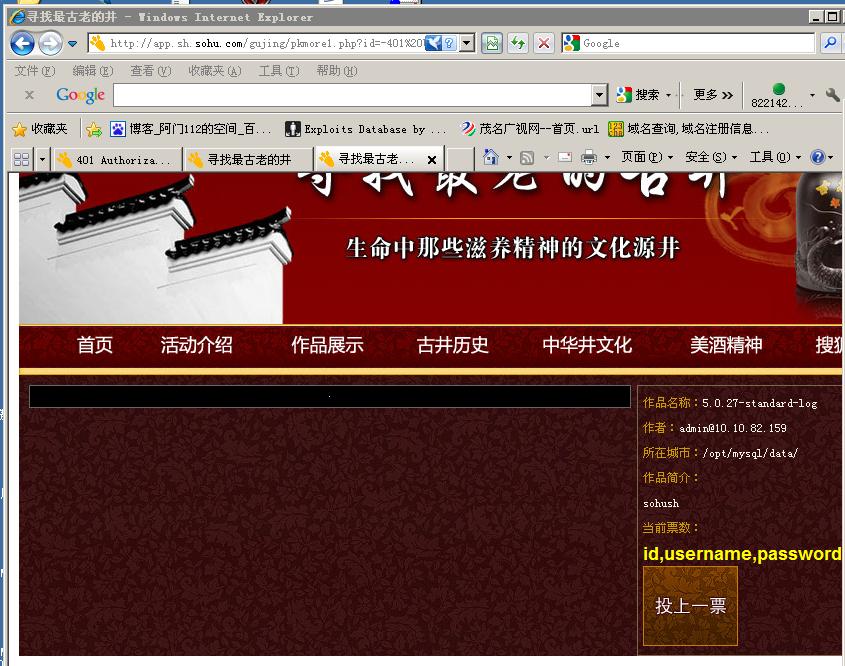 寻找最古老的井 - Windows Internet Explorer
http://app.sh.sohu.com/gujing/pkmore1.php?id=-401%20 Google
文件(F) 编辑(E) 查看(V) 收藏夹(A) 工具(T) 帮助(H)
× Google 搜索 更多 >> 822142...
收藏夹 博客_阿门112的空间_百... Exploits Database by ... 茂名广视网--首页.url 域名查询,域名注册信息...
401 Authoriza... 寻找最古老的井 寻找最古老... × 页面(P) 安全(S) 工具(O)
寻找最老的古井
生命中那些滋养精神的文化源井
首页 活动介绍 作品展示 古井历史 中华井文化 美酒精神 搜狐
作品名称：5.0.27-standard-log
作者：admin@10.10.82.159
所在城市：/opt/mysql/data/
作品简介：
sohush
当前票数：
id,username,password
投上一票